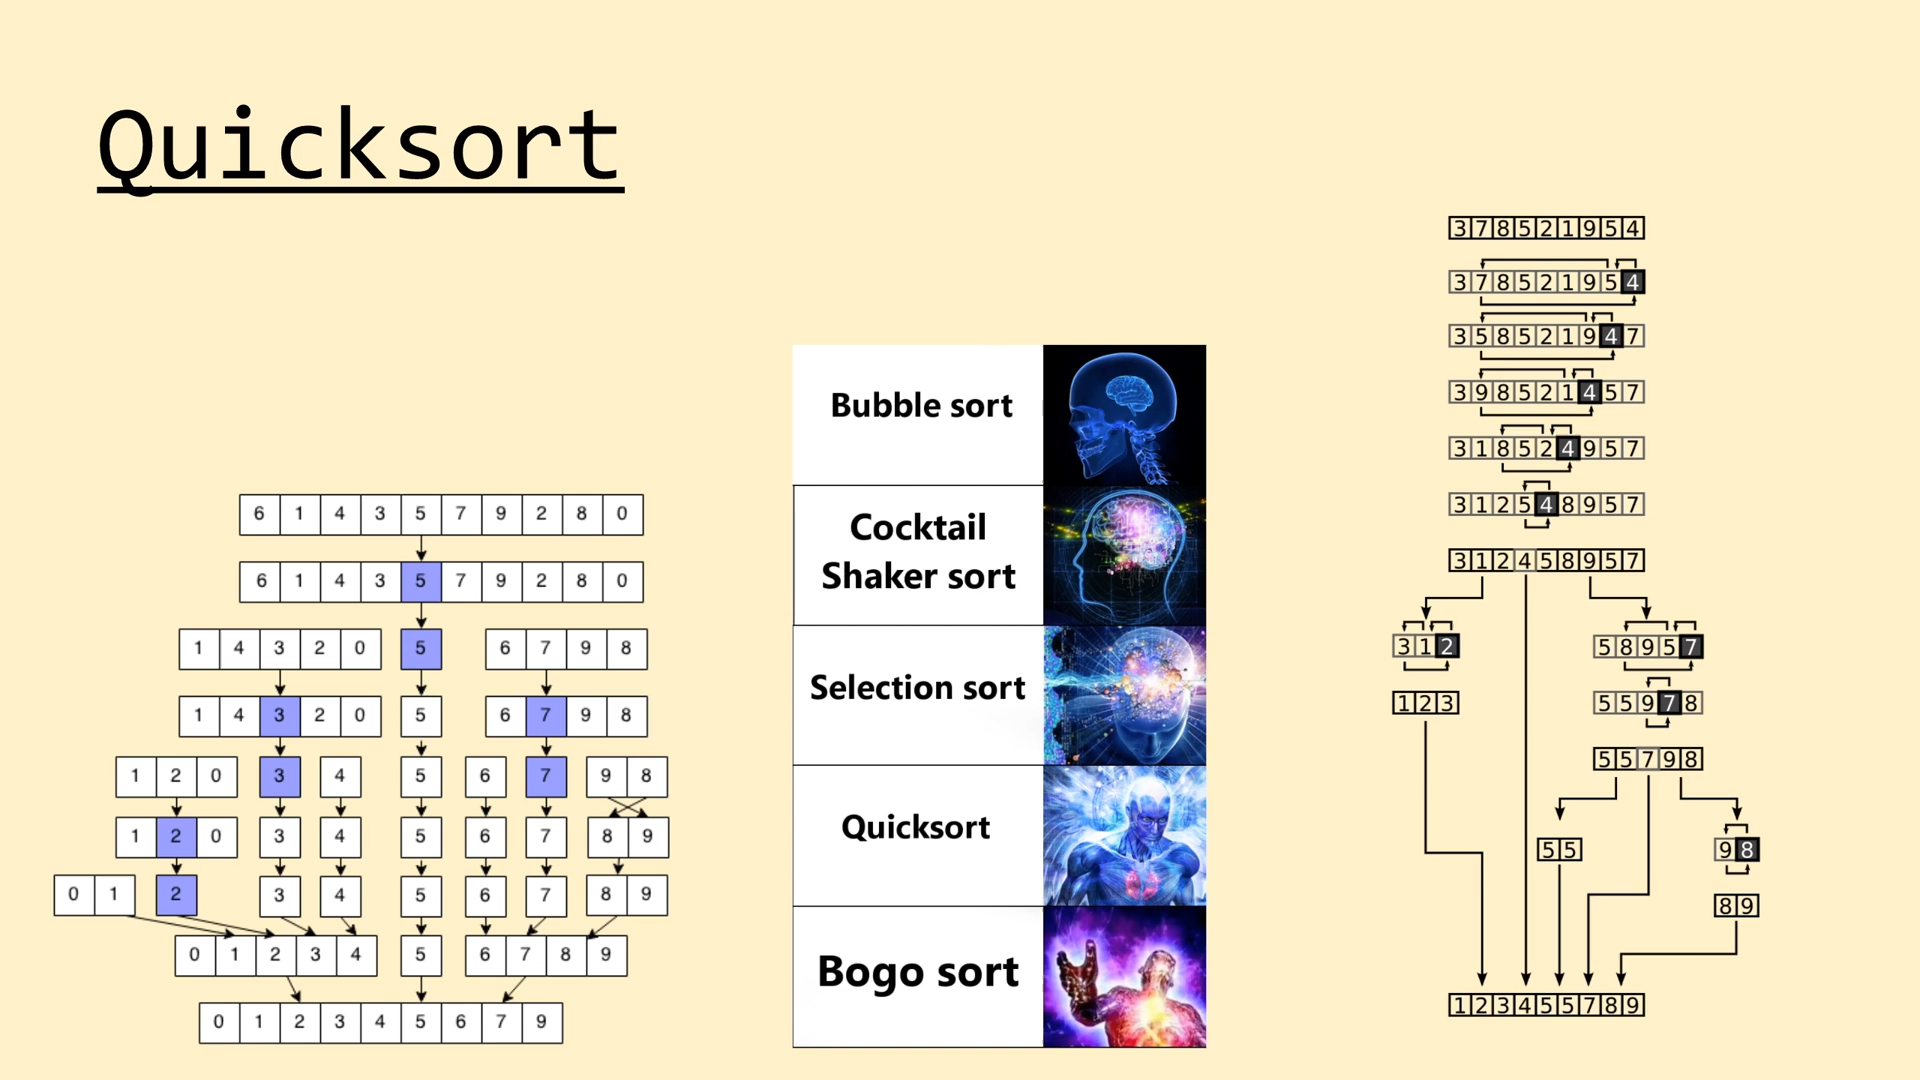 Quicksort
6 1 4 3 5 7 9 2 8 0
6 1 4 3 5 7 9 2 8 0
1 4 3 2 0 5 6 7 9 8
1 4 3 2 0 5 6 7 9 8
1 2 0 3 4 5 6 7 9 8
1 2 0 3 4 5 6 7 8 9
0 1 2 3 4 5 6 7 8 9
0 1 2 3 4 5 6 7 8 9
0 1 2 3 4 5 6 7 9
Bubble sort
Cocktail
Shaker sort
Selection sort
Quicksort
Bogo sort
3 7 8 5 2 1 9 5 4
3 7 8 5 2 1 9 5 4
3 5 8 5 2 1 9 4 7
3 9 8 5 2 1 4 5 7
3 1 8 5 2 4 9 5 7
3 1 2 5 4 8 9 5 7
3 1 2 4 5 8 9 5 7
3 1 2 5 8 9 5 7
1 2 3 5 5 9 7 8
5 5 7 9 8
5 5 9 8
8 9
1 2 3 4 5 5 7 8 9